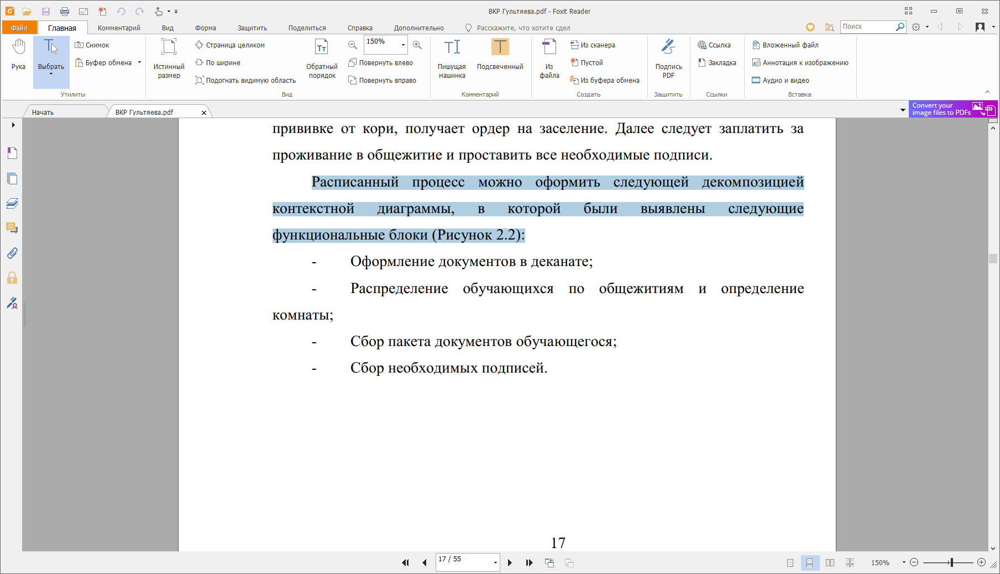 ВКР Гультяева.pdf - Foxit Reader
Файл
Главная
Комментарий
Вид
Форма
Защитить
Поделиться
Справка
Дополнительно
Расскажите, что хотите сдел
Поиск
Рука
Выбрать
Снимок
Буфер обмена
Утилиты
Истинный
размер
Страница целиком
По ширине
Подогнать видимую область
Обратный
порядок
150%
Повернуть влево
Повернуть вправо
Вид
Пишущая
машинка
Подсвеченный
Комментарий
Из
файла
Из сканера
Пустой
Из буфера обмена
Создать
Подпись
PDF
Защитить
Ссылка
Закладка
Ссылки
Вложенный файл
Аннотация к изображению
Аудио и видео
Вставка
Начать
ВКР Гультяева.pdf
Convert your
image files to PDFs
прививке от кори, получает ордер на заселение. Далее следует заплатить за
проживание в общежитие и проставить все необходимые подписи.
Расписанный процесс можно оформить следующей декомпозицией
контекстной диаграммы, в которой были выявлены следующие
функциональные блоки (Рисунок 2.2):
- Оформление документов в деканате;
- Распределение обучающихся по общежитиям и определение
комнаты;
- Сбор пакета документов обучающегося;
- Сбор необходимых подписей.
17
17 / 55
150%